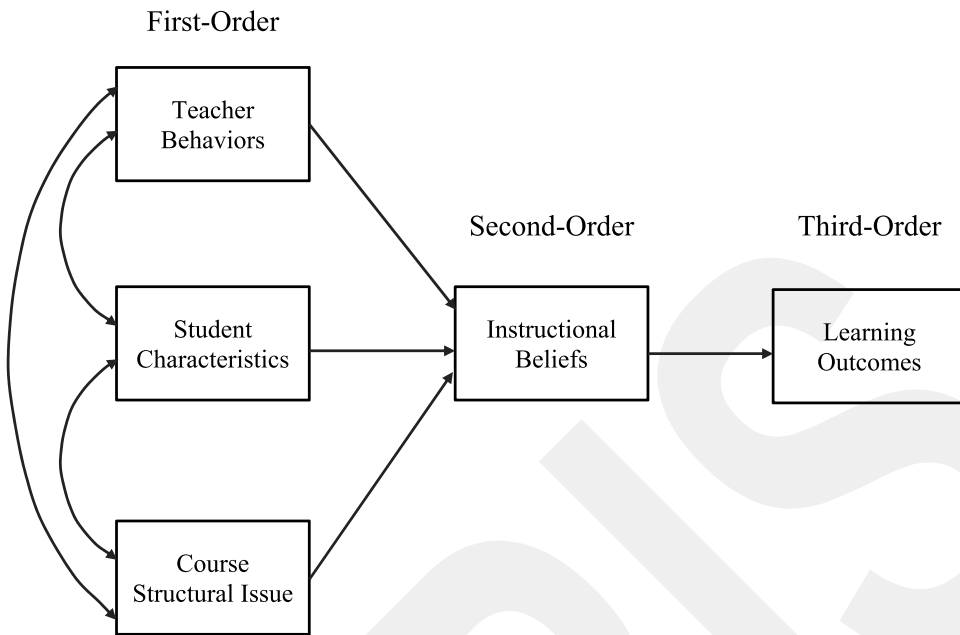 First-Order
Teacher
Behaviors
Second-Order
Third-Order
Student
Characteristics
Instructional
Beliefs
Learning
Outcomes
Course
Structural Issue